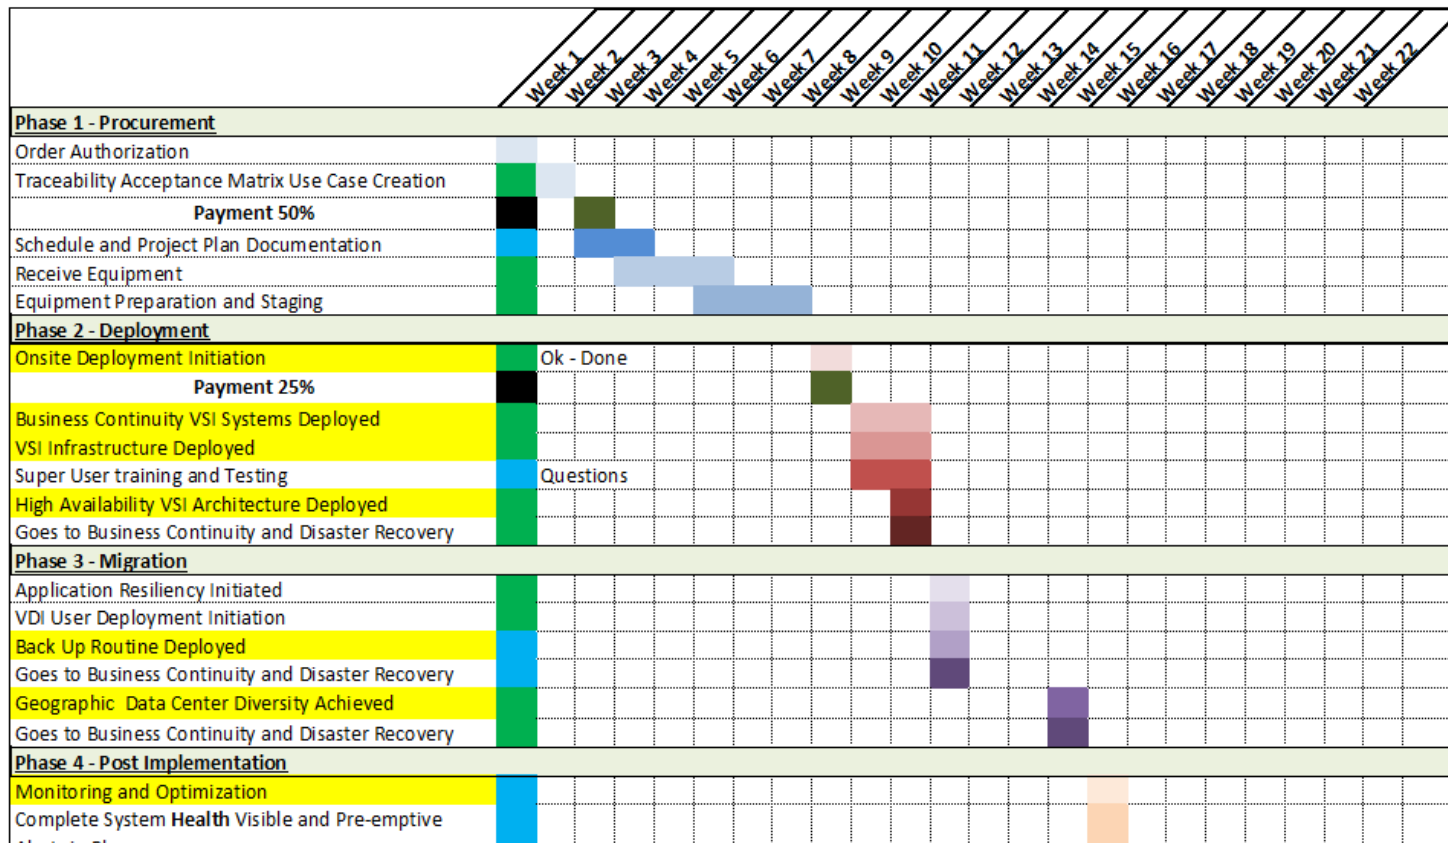 Week 1 Week 2 Week 3 Week 4 Week 5 Week 6 Week 7 Week 8 Week 9 Week 10 Week 11 Week 12 Week 13 Week 14 Week 15 Week 16 Week 17 Week 18 Week 19 Week 20 Week 21 Week 22
Phase 1 - Procurement
Order Authorization
Traceability Acceptance Matrix Use Case Creation
Payment 50%
Schedule and Project Plan Documentation
Receive Equipment
Equipment Preparation and Staging
Phase 2 - Deployment
Onsite Deployment Initiation Ok - Done
Payment 25%
Business Continuity VSI Systems Deployed
VSI Infrastructure Deployed
Super User training and Testing Questions
High Availability VSI Architecture Deployed
Goes to Business Continuity and Disaster Recovery
Phase 3 - Migration
Application Resiliency Initiated
VDI User Deployment Initiation
Back Up Routine Deployed
Goes to Business Continuity and Disaster Recovery
Geographic Data Center Diversity Achieved
Goes to Business Continuity and Disaster Recovery
Phase 4 - Post Implementation
Monitoring and Optimization
Complete System Health Visible and Pre-emptive